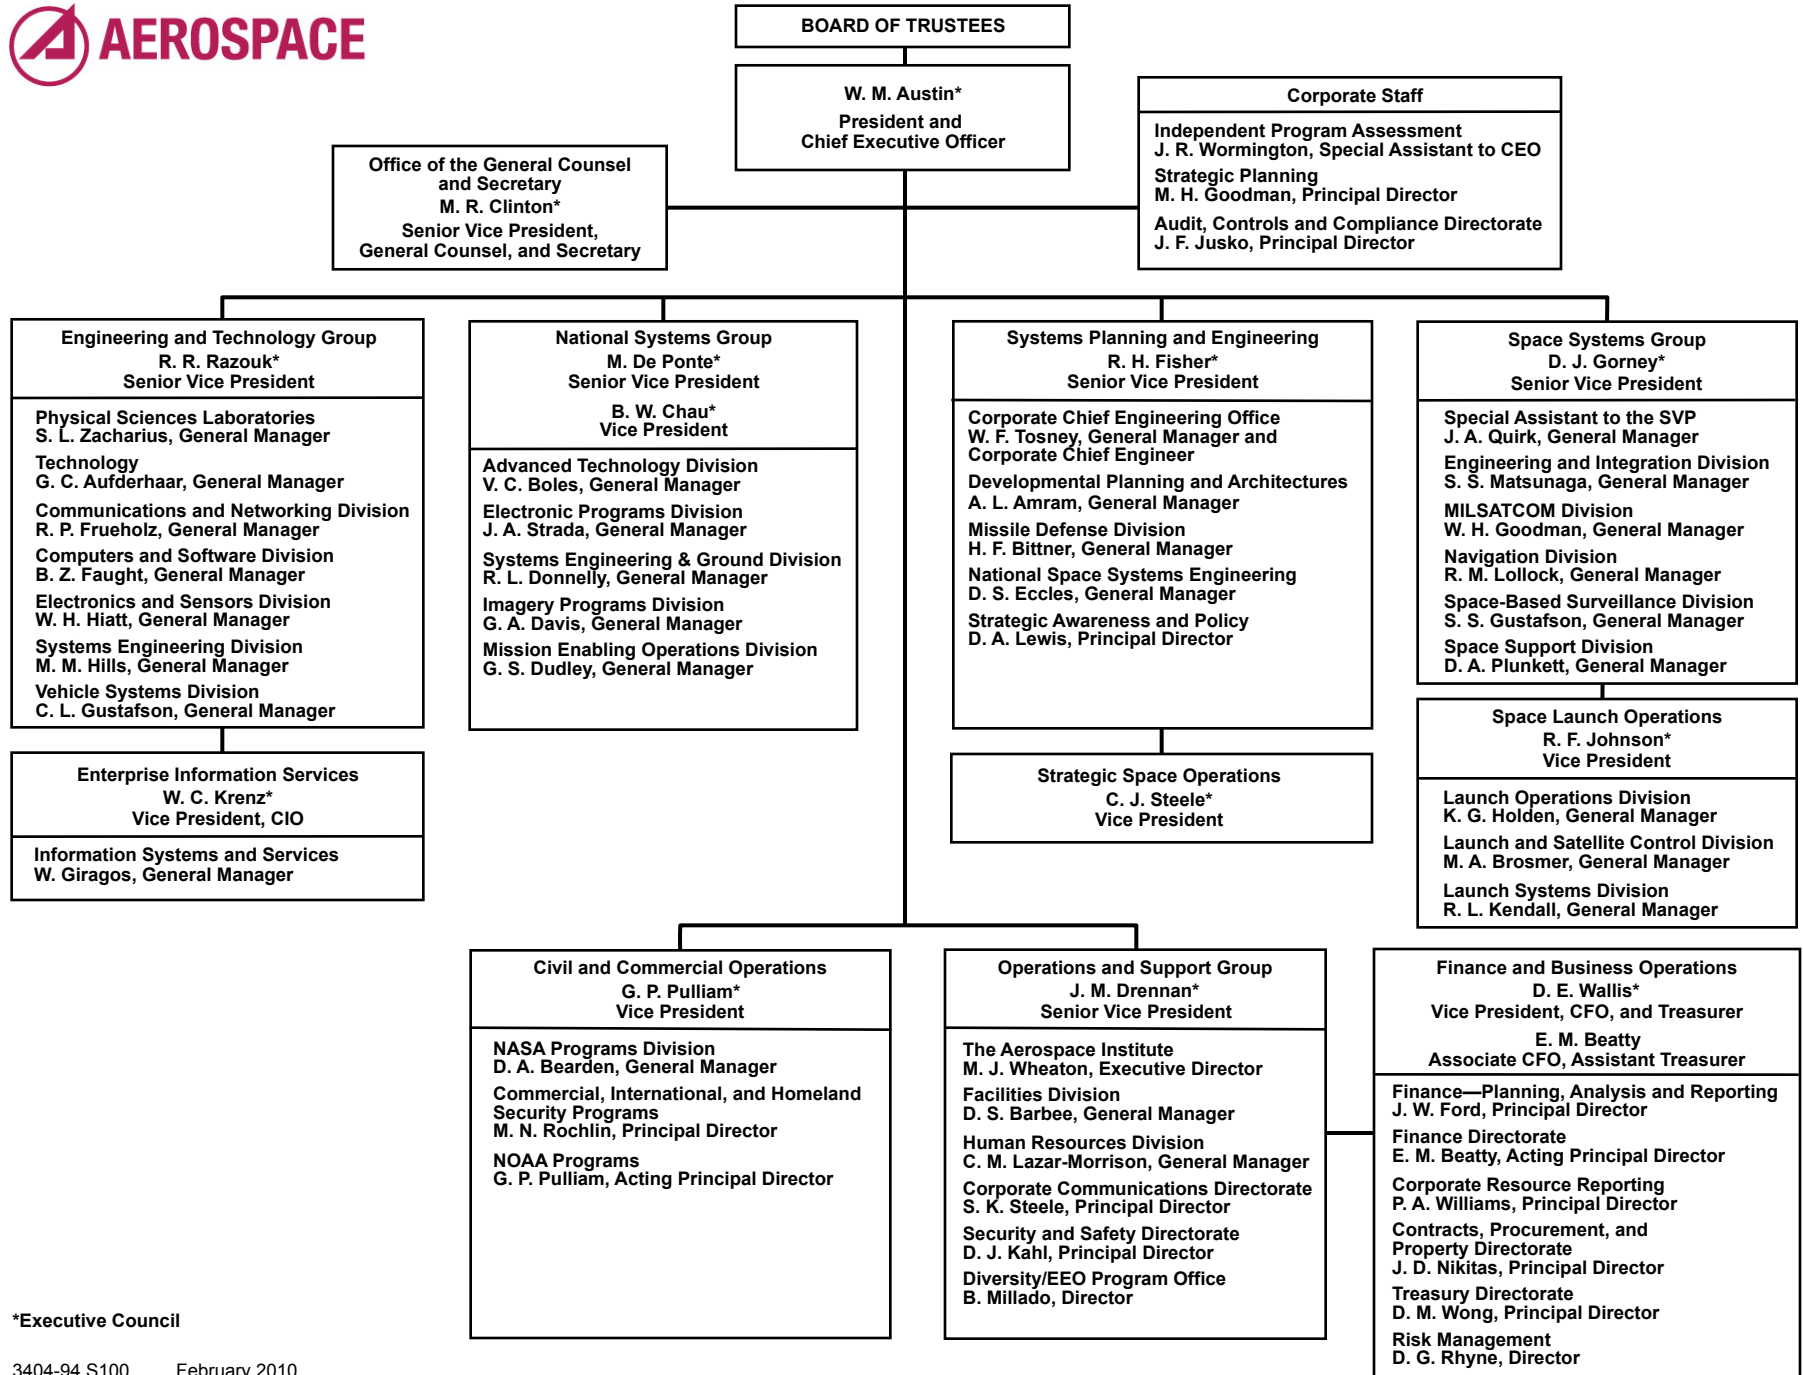 AEROSPACE
BOARD OF TRUSTEES
W. M. Austin*
President and
Chief Executive Officer
Corporate Staff
Independent Program Assessment
J. R. Wormington, Special Assistant to CEO
Strategic Planning
M. H. Goodman, Principal Director
Audit, Controls and Compliance Directorate
J. F. Jusko, Principal Director
Office of the General Counsel
and Secretary
M. R. Clinton*
Senior Vice President,
General Counsel, and Secretary
Engineering and Technology Group
R. R. Razouk*
Senior Vice President
Physical Sciences Laboratories
S. L. Zacharius, General Manager
Technology
G. C. Aufderhaar, General Manager
Communications and Networking Division
R. P. Frueholz, General Manager
Computers and Software Division
B. Z. Faught, General Manager
Electronics and Sensors Division
W. H. Hiatt, General Manager
Systems Engineering Division
M. M. Hills, General Manager
Vehicle Systems Division
C. L. Gustafson, General Manager
Enterprise Information Services
W. C. Krenz*
Vice President, CIO
Information Systems and Services
W. Giragos, General Manager
National Systems Group
M. De Ponte*
Senior Vice President
B. W. Chau*
Vice President
Advanced Technology Division
V. C. Boles, General Manager
Electronic Programs Division
J. A. Strada, General Manager
Systems Engineering & Ground Division
R. L. Donnelly, General Manager
Imagery Programs Division
G. A. Davis, General Manager
Mission Enabling Operations Division
G. S. Dudley, General Manager
Systems Planning and Engineering
R. H. Fisher*
Senior Vice President
Corporate Chief Engineering Office
W. F. Tosney, General Manager and
Corporate Chief Engineer
Developmental Planning and Architectures
A. L. Amram, General Manager
Missile Defense Division
H. F. Bittner, General Manager
National Space Systems Engineering
D. S. Eccles, General Manager
Strategic Awareness and Policy
D. A. Lewis, Principal Director
Strategic Space Operations
C. J. Steele*
Vice President
Space Systems Group
D. J. Gorney*
Senior Vice President
Special Assistant to the SVP
J. A. Quirk, General Manager
Engineering and Integration Division
S. S. Matsunaga, General Manager
MILSATCOM Division
W. H. Goodman, General Manager
Navigation Division
R. M. Lollock, General Manager
Space-Based Surveillance Division
S. S. Gustafson, General Manager
Space Support Division
D. A. Plunkett, General Manager
Space Launch Operations
R. F. Johnson*
Vice President
Launch Operations Division
K. G. Holden, General Manager
Launch and Satellite Control Division
M. A. Brosmer, General Manager
Launch Systems Division
R. L. Kendall, General Manager
Civil and Commercial Operations
G. P. Pulliam*
Vice President
NASA Programs Division
D. A. Bearden, General Manager
Commercial, International, and Homeland
Security Programs
M. N. Rochlin, Principal Director
NOAA Programs
G. P. Pulliam, Acting Principal Director
Operations and Support Group
J. M. Drennan*
Senior Vice President
The Aerospace Institute
M. J. Wheaton, Executive Director
Facilities Division
D. S. Barbee, General Manager
Human Resources Division
C. M. Lazar-Morrison, General Manager
Corporate Communications Directorate
S. K. Steele, Principal Director
Security and Safety Directorate
D. J. Kahl, Principal Director
Diversity/EEO Program Office
B. Millado, Director
Finance and Business Operations
D. E. Wallis*
Vice President, CFO, and Treasurer
E. M. Beatty
Associate CFO, Assistant Treasurer
Finance—Planning, Analysis and Reporting
J. W. Ford, Principal Director
Finance Directorate
E. M. Beatty, Acting Principal Director
Corporate Resource Reporting
P. A. Williams, Principal Director
Contracts, Procurement, and
Property Directorate
J. D. Nikitas, Principal Director
Treasury Directorate
D. M. Wong, Principal Director
Risk Management
D. G. Rhyne, Director
*Executive Council
3404-94 S100 February 2010